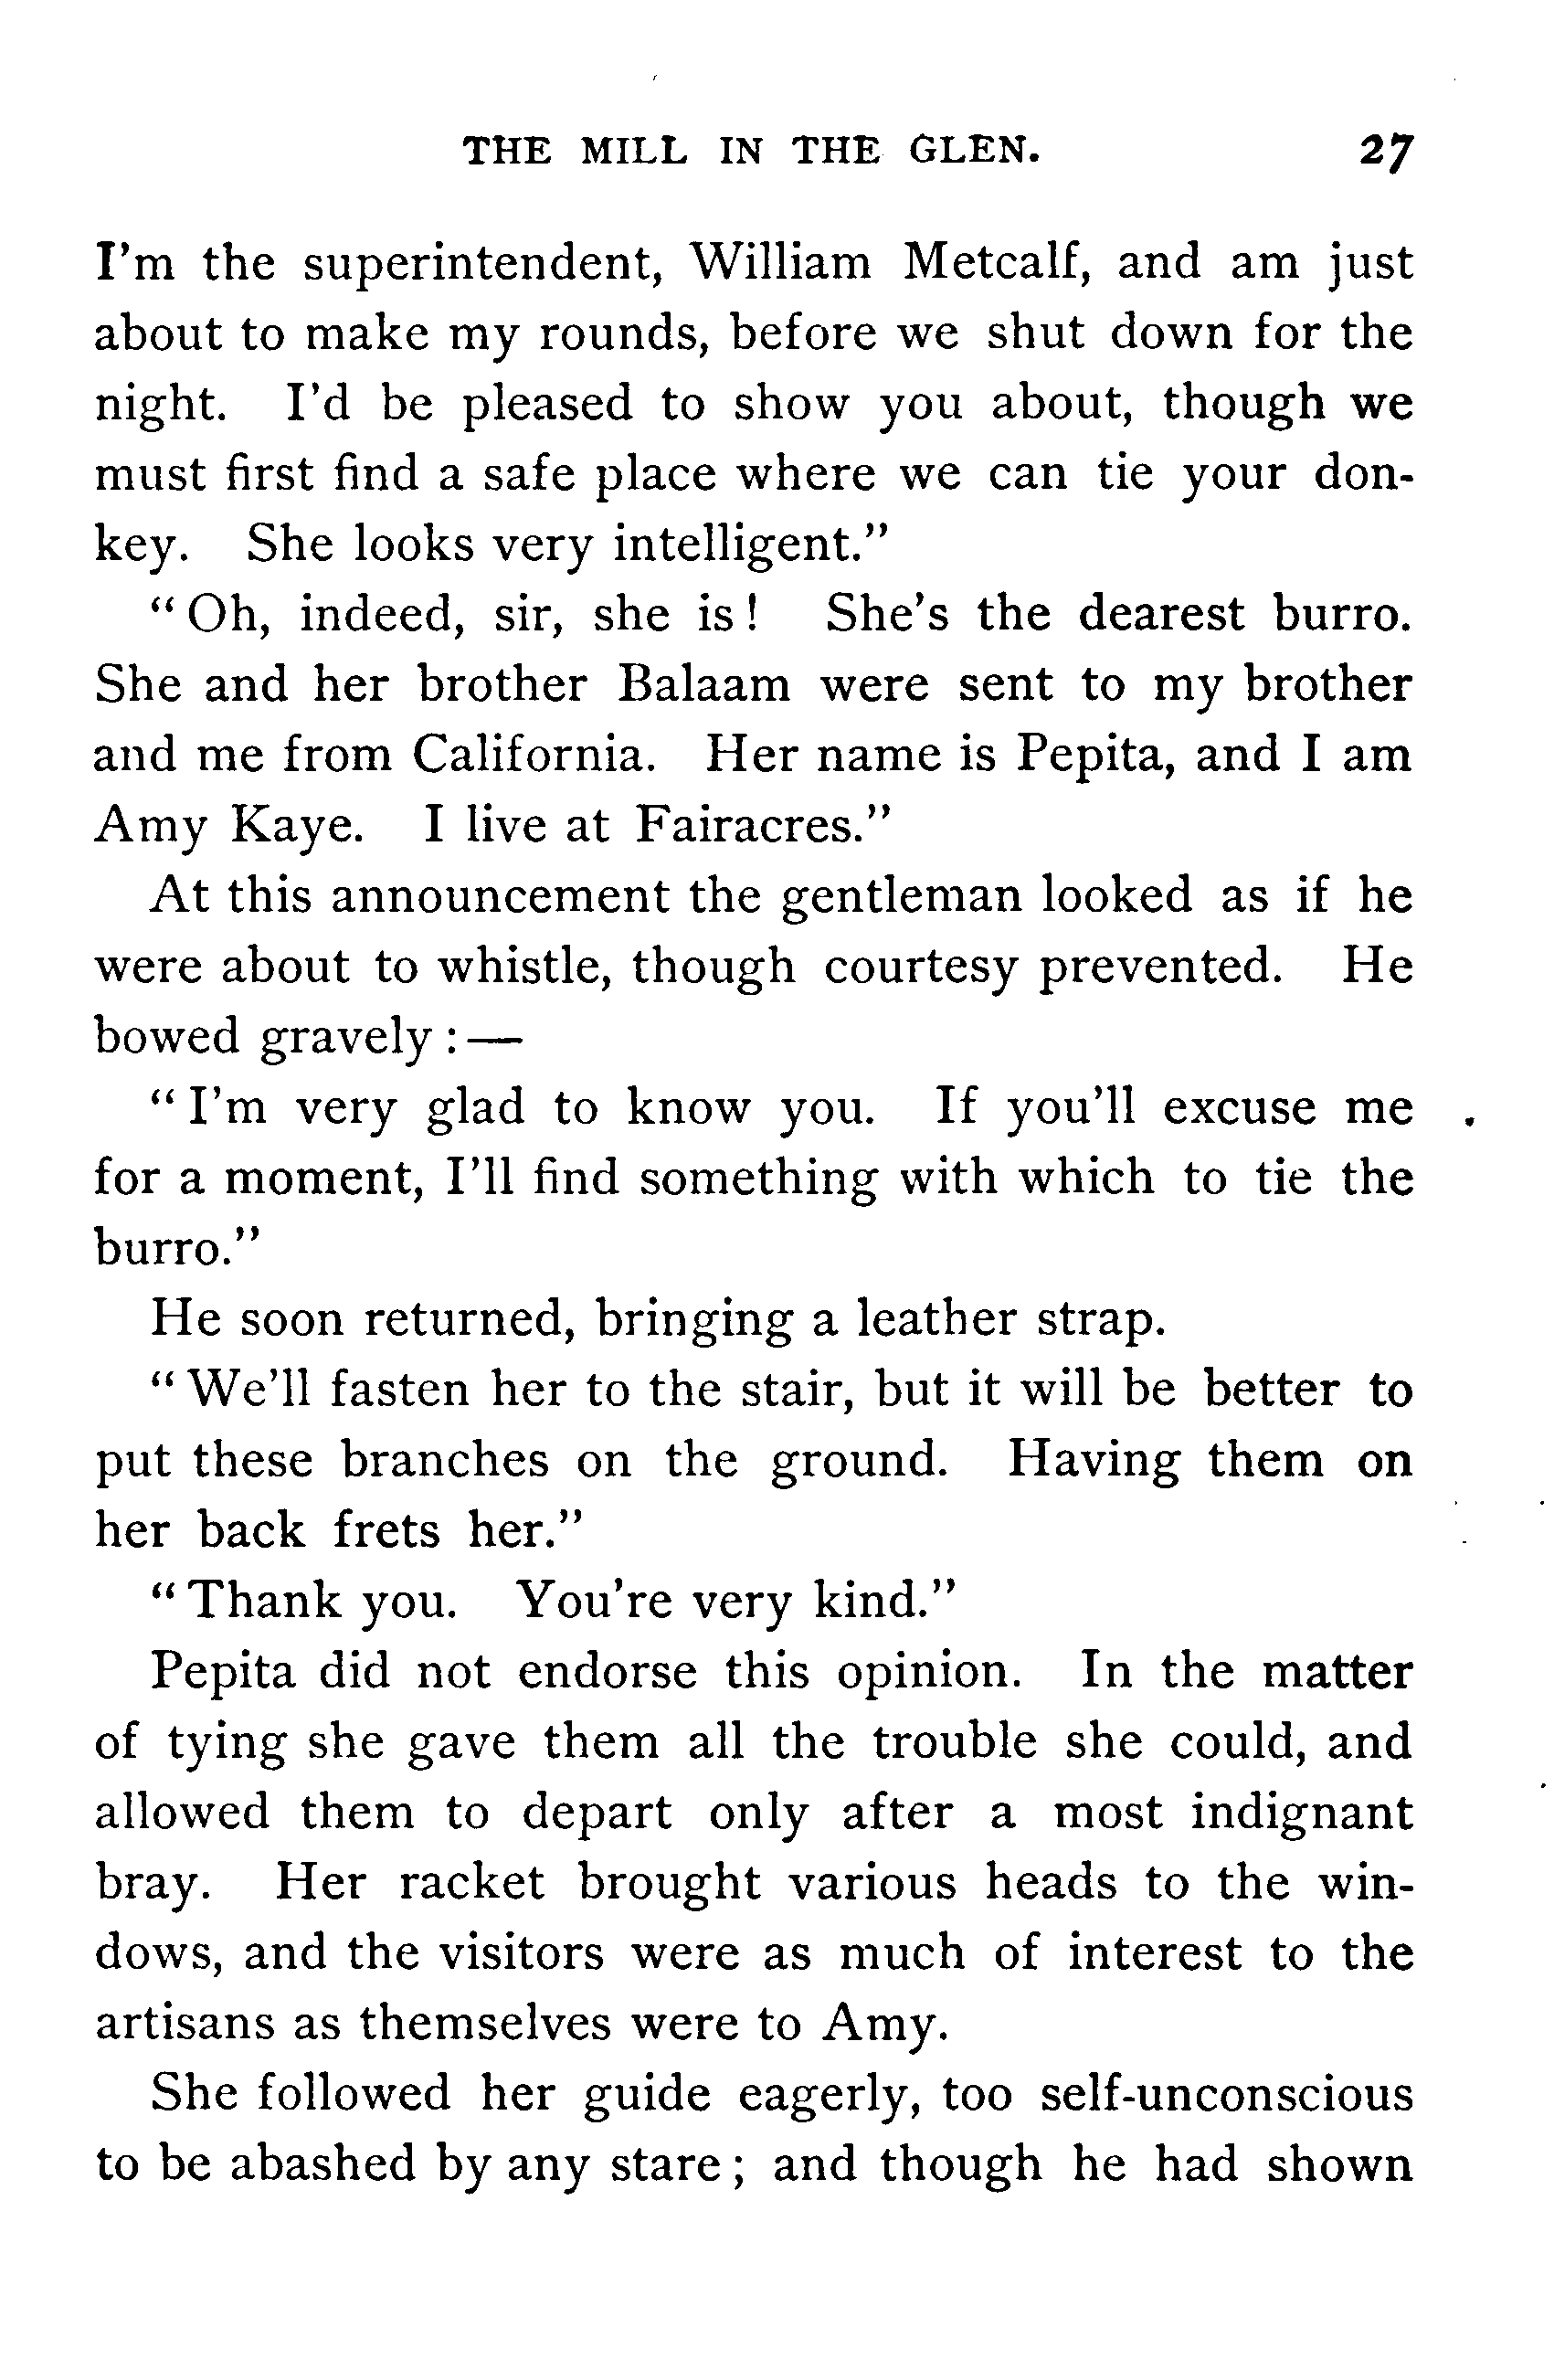 THE MILL IN THE GLEN. 27
I'm the superintendent, William Metcalf, and am just
about to make my rounds, before we shut down for the
night. I'd be pleased to show you about, though we
must first find a safe place where we can tie your don-
key. She looks very intelligent."
"Oh, indeed, sir, she is! She's the dearest burro.
She and her brother Balaam were sent to my brother
and me from California. Her name is Pepita, and I am
Amy Kaye. I live at Fairacres."
At this announcement the gentleman looked as if he
were about to whistle, though courtesy prevented. He
bowed gravely:—
"I'm very glad to know you. If you'll excuse me
for a moment, I'll find something with which to tie the
burro."
He soon returned, bringing a leather strap.
"We'll fasten her to the stair, but it will be better to
put these branches on the ground. Having them on
her back frets her."
"Thank you. You're very kind."
Pepita did not endorse this opinion. In the matter
of tying she gave them all the trouble she could, and
allowed them to depart only after a most indignant
bray. Her racket brought various heads to the win-
dows, and the visitors were as much of interest to the
artisans as themselves were to Amy.
She followed her guide eagerly, too self-unconscious
to be abashed by any stare; and though he had shown